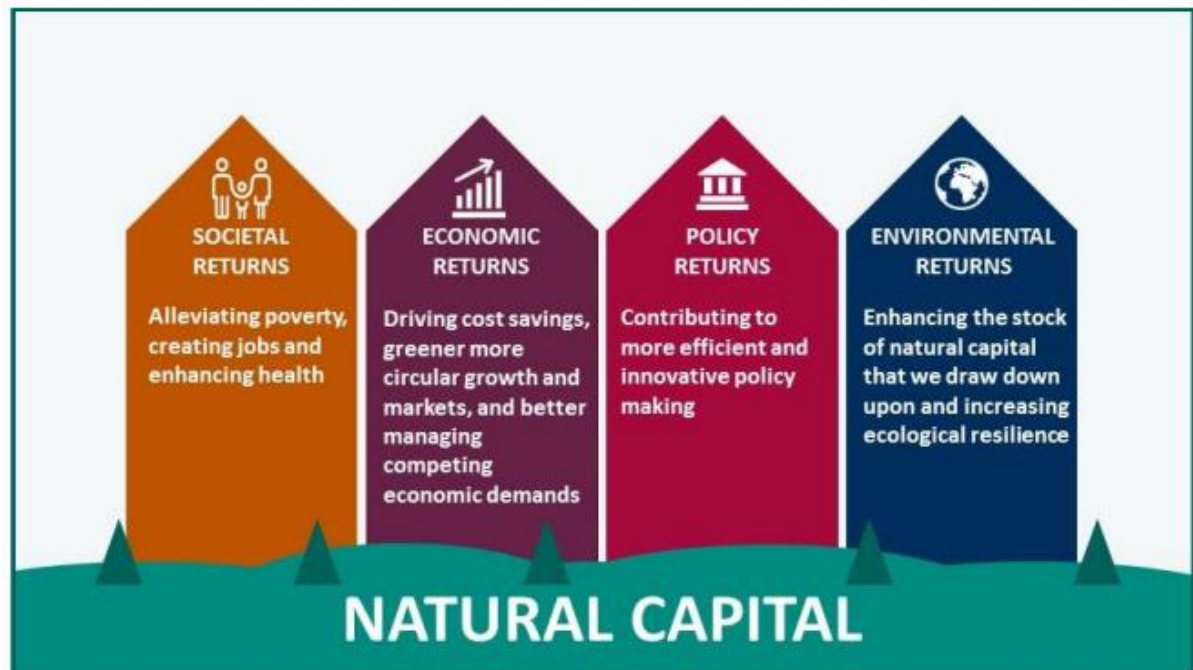 SOCIETAL
RETURNS
Alleviating poverty,
creating jobs and
enhancing health
ECONOMIC
RETURNS
Driving cost savings,
greener more
circular growth and
markets, and better
managing
competing
economic demands
POLICY
RETURNS
Contributing to
more efficient and
innovative policy
making
ENVIRONMENTAL
RETURNS
Enhancing the stock
of natural capital
that we draw down
upon and increasing
ecological resilience
NATURAL CAPITAL